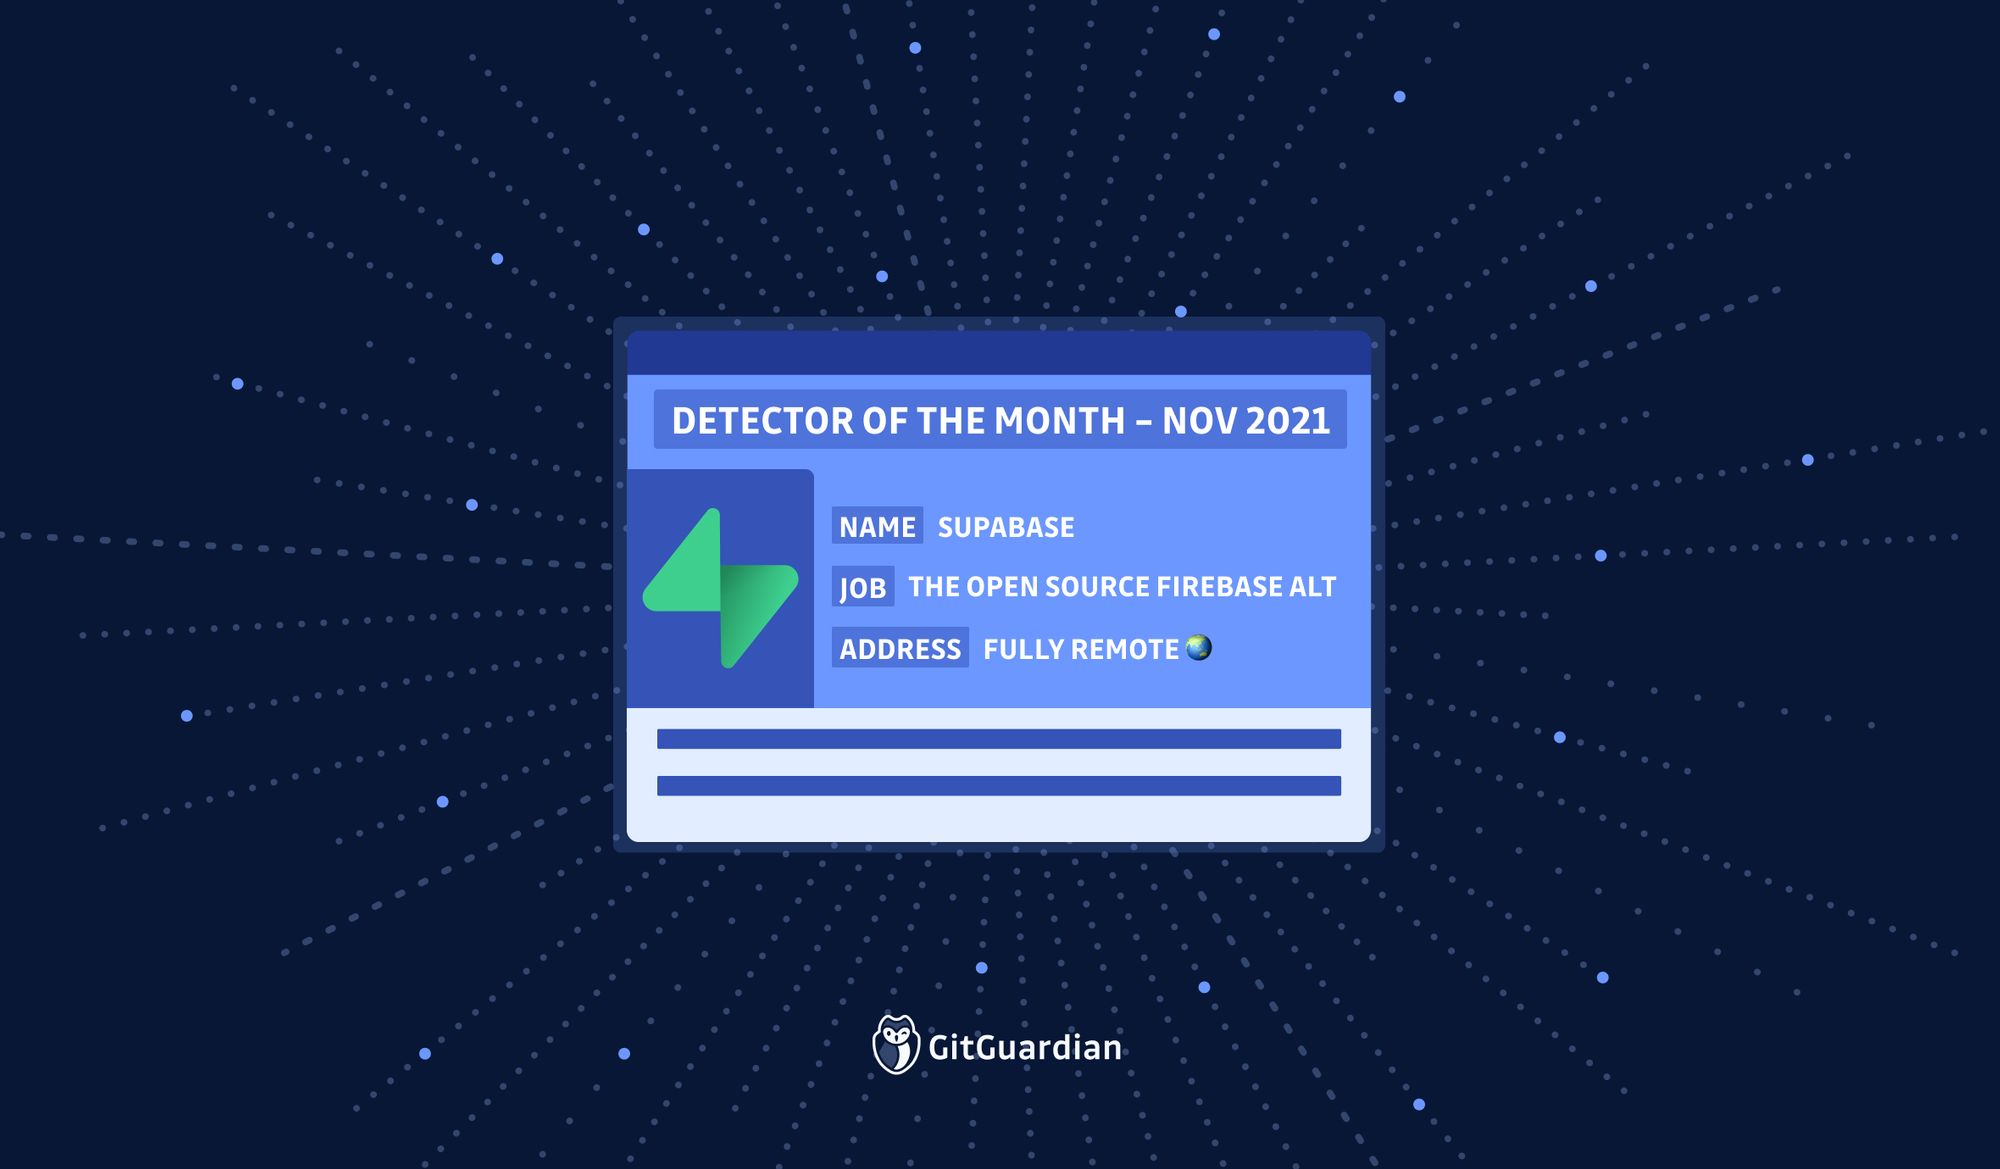 DETECTOR OF THE MONTH – NOV 2021
NAME SUPABASE
JOB THE OPEN SOURCE FIREBASE ALT
ADDRESS FULLY REMOTE 🌏
GitGuardian